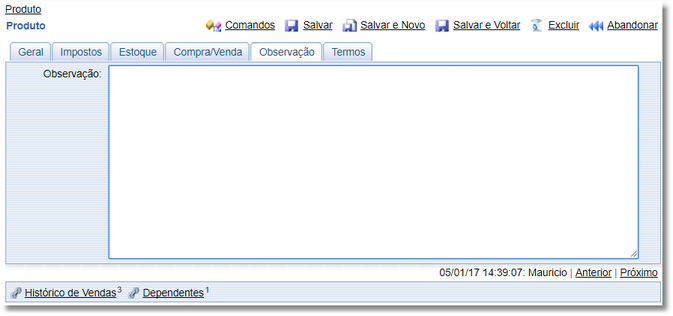 Produto
Produto Comandos Salvar Salvar e Novo Salvar e Voltar Excluir Abandonar
Geral Impostos Estoque Compra/Venda Observação Termos
Observação:
05/01/17 14:39:07: Mauricio | Anterior | Próximo
Histórico de Vendas 3 Dependentes 1